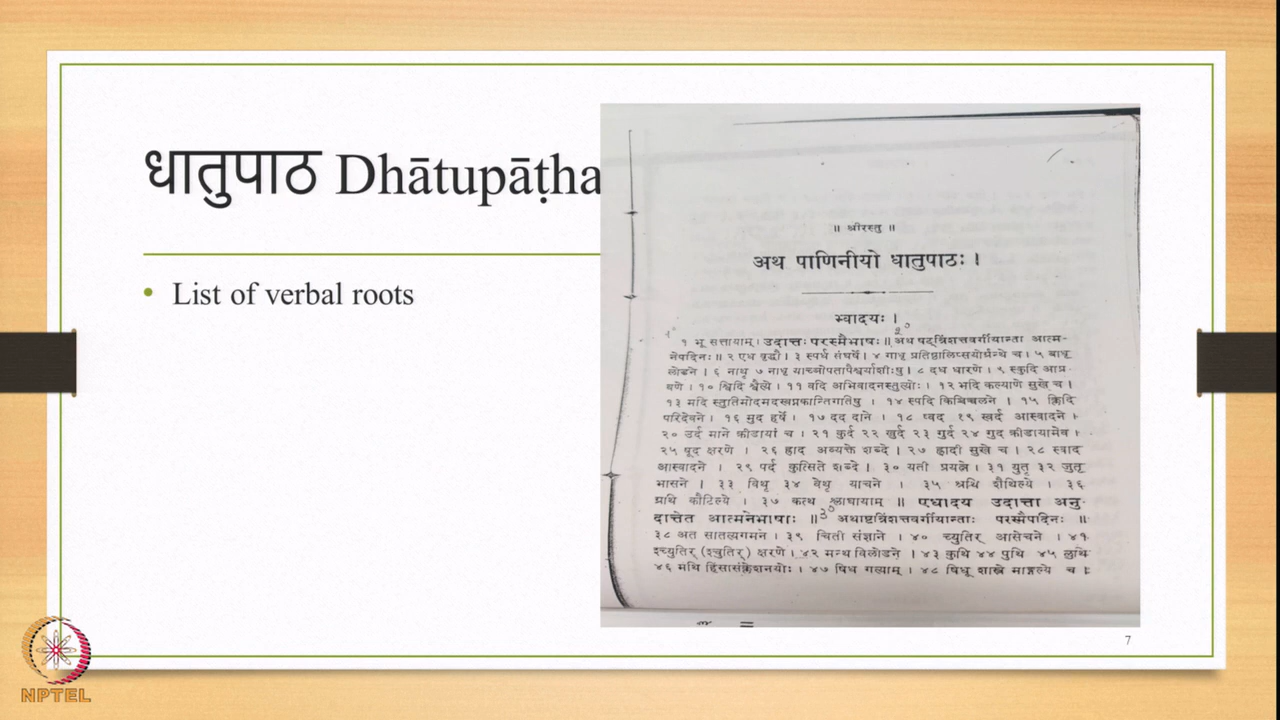 धातुपाठ Dhātupāṭha
• List of verbal roots
॥ श्रीरस्तु ॥
अथ पाणिनीयो धातुपाठः ।
भ्वादयः ।
१ भू सत्तायाम् । उदात्तः परस्मैभाषः ॥ अथ षट्त्रिंशत्तवर्गीयान्ता आत्म-
नेपदिनः ॥ २ एध वृद्धौ । ३ स्पर्ध संघर्षे । ४ गाधृ प्रतिष्ठालिप्सयोर्ग्रन्थे च । ५ बाधृ
लोडने । ६ नाथृ ७ नाधृ याच्ञोपतापैश्वर्याशीःषु । ८ दध धारणे । ९ स्कुदि आप्र-
वणे । १० श्विदि श्वैत्ये । ११ वदि अभिवादनस्तुत्योः । १२ भदि कल्याणे सुखे च ।
१३ मदि स्तुतिमोदमदस्वप्नकान्तिगतिषु । १४ स्पदि किंचिच्चलने । १५ क्लिदि
परिदेवने । १६ मुद हर्षे । १७ दद दाने । १८ ष्वद १९ स्वर्द आस्वादने ।
२० उर्द माने क्रीडायां च । २१ कुर्द २२ खुर्द २३ गुर्द २४ गुद क्रीडायामेव ।
२५ षूद क्षरणे । २६ ह्राद अव्यक्ते शब्दे । २७ ह्लादी सुखे च । २८ स्वाद
आस्वादने । २९ पर्द कुत्सिते शब्दे । ३० यती प्रयत्ने । ३१ युतृ ३२ जुतृ
भासने । ३३ विथृ ३४ वेथृ याचने । ३५ श्रथि शैथिल्ये । ३६
ग्रथि कौटिल्ये । ३७ कत्थ श्लाघायाम् ॥ एधादय उदात्ता अनु-
दात्तेत आत्मनेभाषाः ॥ अथाष्टत्रिंशत्तवर्गीयान्ताः परस्मैपदिनः ॥
३८ अत सातत्यगमने । ३९ चिती संज्ञाने । ४० च्युतिर् आसेचने । ४१
श्च्युतिर् (श्चुतिर्) क्षरणे । ४२ मन्थ विलोडने । ४३ कुथि ४४ पुथि ४५ लुथि
४६ मथि हिंसासंक्लेशनयोः । ४७ षिध गत्याम् । ४८ षिधू शास्त्रे माङ्गल्ये च ।
7
NPTEL